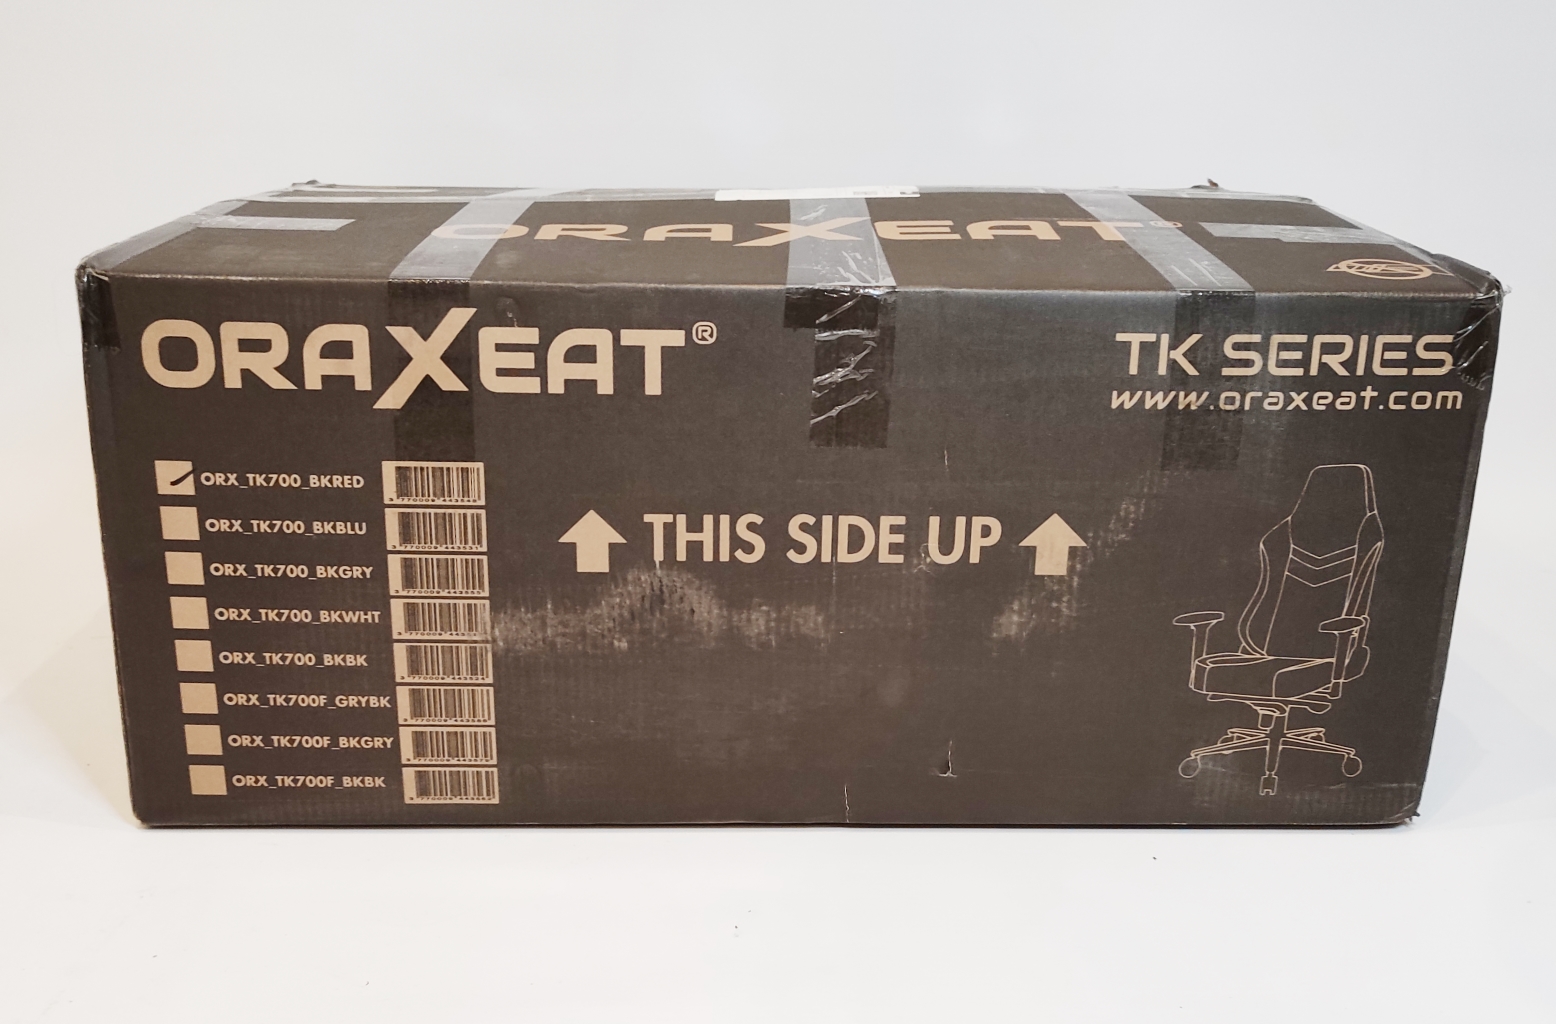 ORAXEAT®
ORAXEAT®
TK SERIES
www.oraxeat.com
ORX_TK700_BKRED
ORX_TK700_BKBLU
ORX_TK700_BKGRY
ORX_TK700_BKWHT
ORX_TK700_BKBK
ORX_TK700F_GRYBK
ORX_TK700F_BKGRY
ORX_TK700F_BKBK
THIS SIDE UP